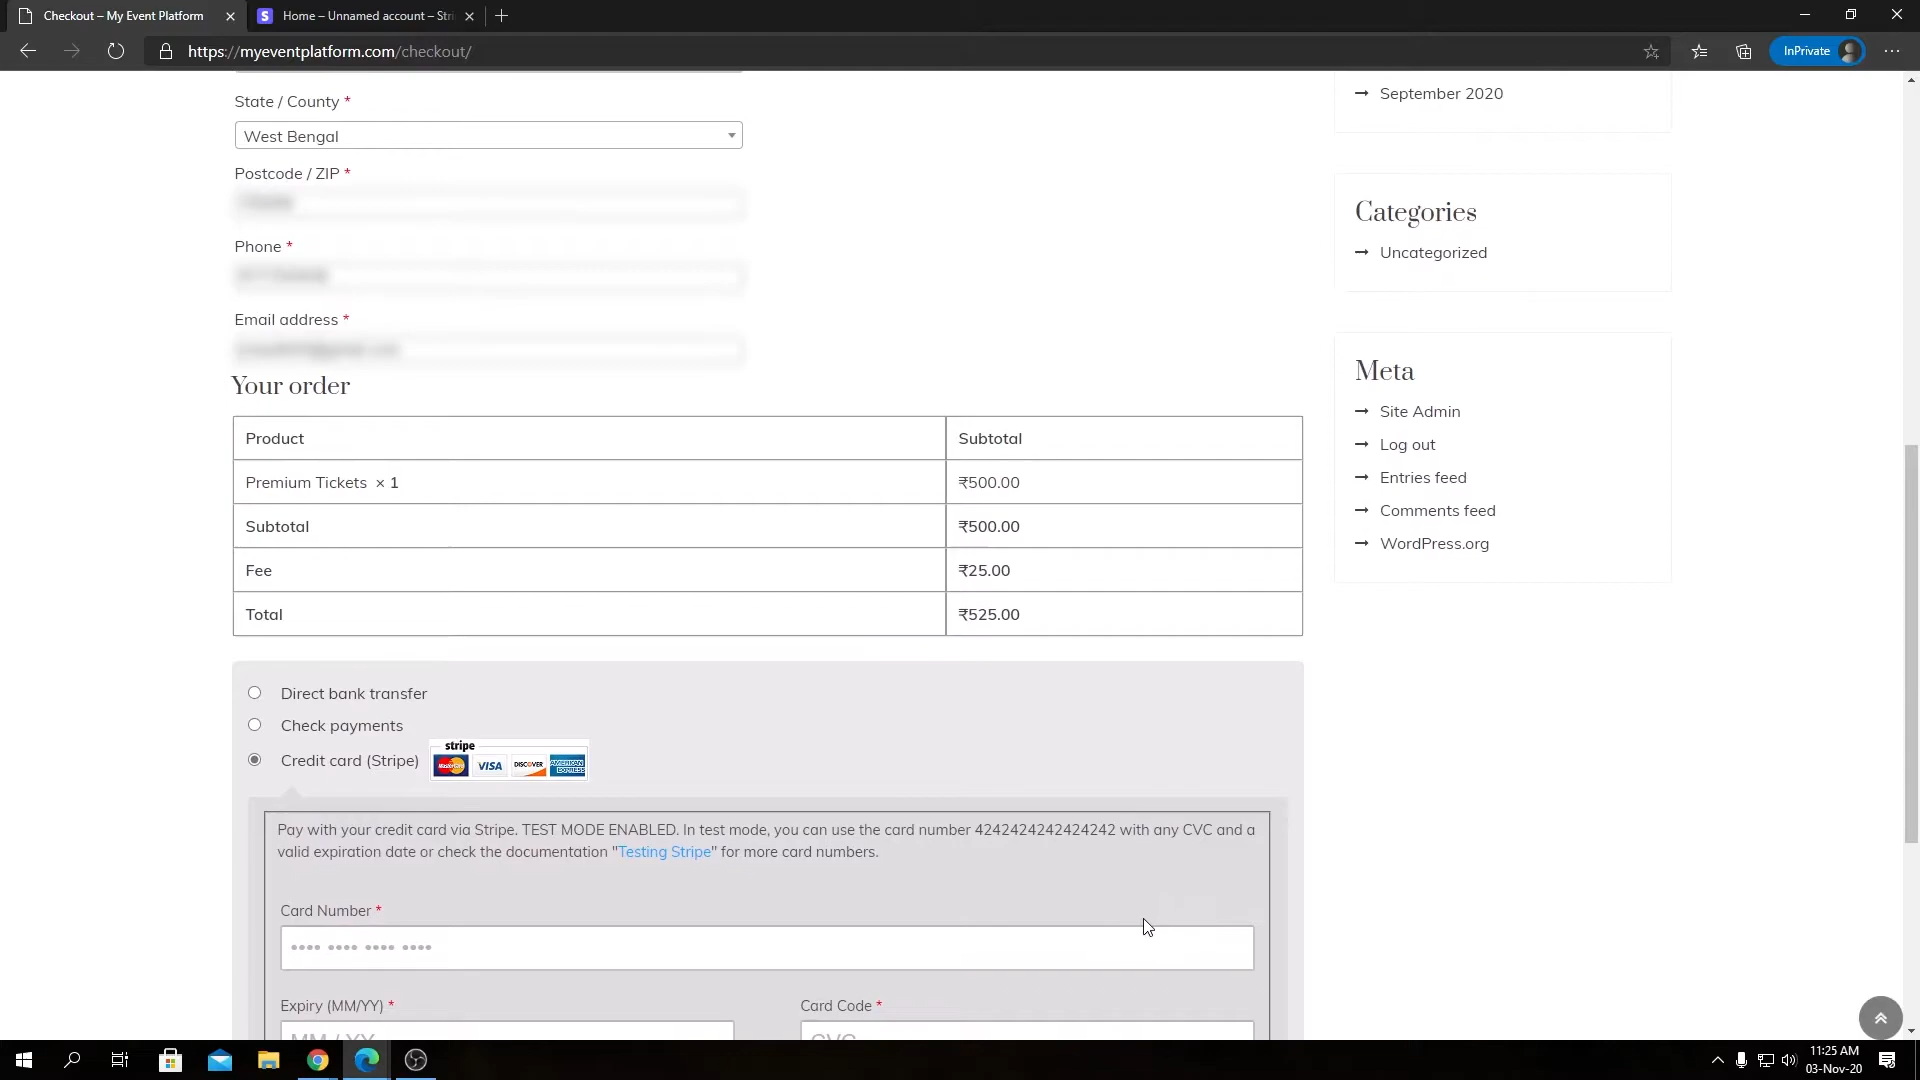 Checkout – My Event Platform
Home – Unnamed account – Stri
https://myeventplatform.com/checkout/
InPrivate
State / County *
West Bengal
Postcode / ZIP *
Phone *
Email address *
Your order
Product Subtotal
Premium Tickets × 1 ₹500.00
Subtotal ₹500.00
Fee ₹25.00
Total ₹525.00
Direct bank transfer
Check payments
Credit card (Stripe)
stripe
MasterCard VISA DISCOVER AMERICAN EXPRESS
Pay with your credit card via Stripe. TEST MODE ENABLED. In test mode, you can use the card number 4242424242424242 with any CVC and a
valid expiration date or check the documentation "Testing Stripe" for more card numbers.
Card Number *
•••• •••• •••• ••••
Expiry (MM/YY) * Card Code *
MM / YY CVC
September 2020
Categories
Uncategorized
Meta
Site Admin
Log out
Entries feed
Comments feed
WordPress.org
11:25 AM
03-Nov-20